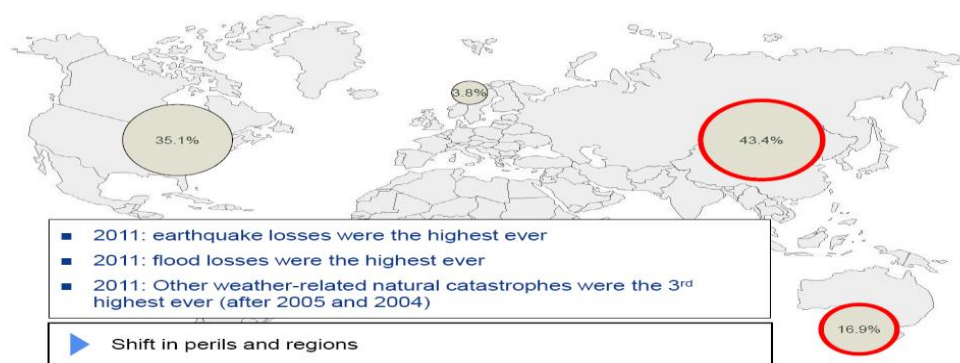 3.8%
35.1%
43.4%
2011: earthquake losses were the highest ever
2011: flood losses were the highest ever
2011: Other weather-related natural catastrophes were the 3rd
highest ever (after 2005 and 2004)
16.9%
Shift in perils and regions